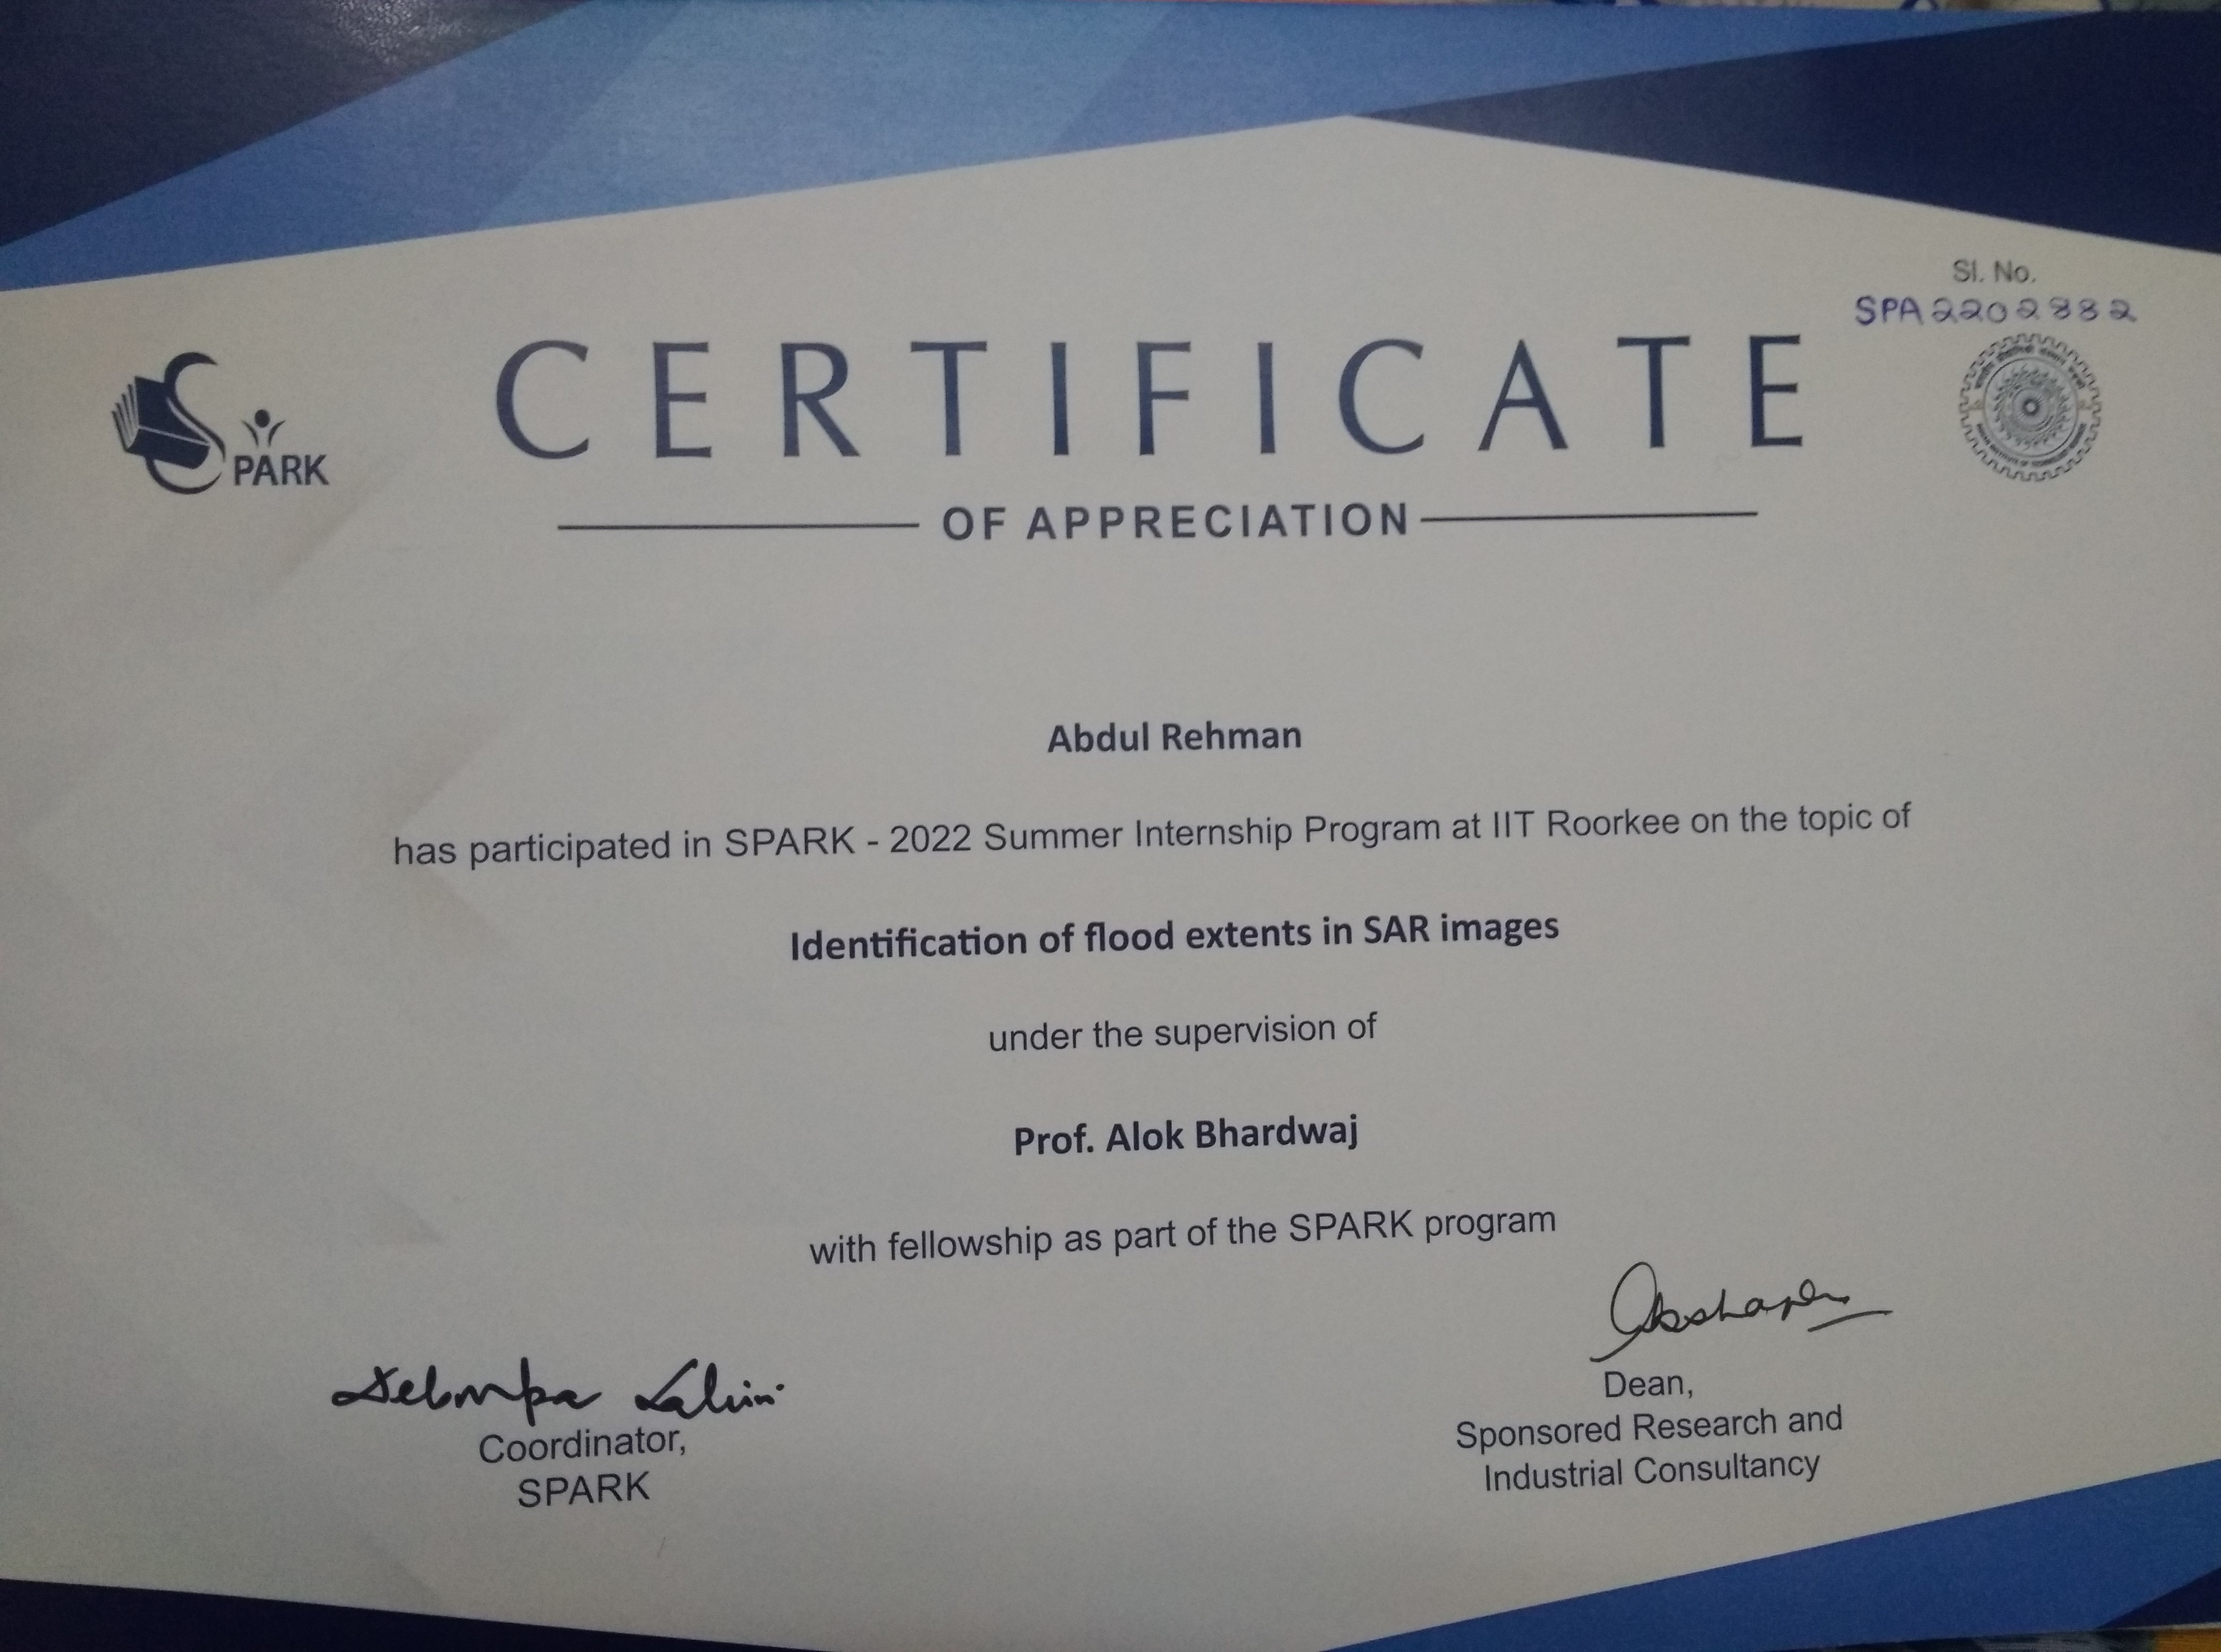 Sl. No.
SPA2202882
SPARK
CERTIFICATE
OF APPRECIATION
Abdul Rehman
has participated in SPARK - 2022 Summer Internship Program at IIT Roorkee on the topic of
Identification of flood extents in SAR images
under the supervision of
Prof. Alok Bhardwaj
with fellowship as part of the SPARK program
Coordinator,
SPARK
Dean,
Sponsored Research and
Industrial Consultancy